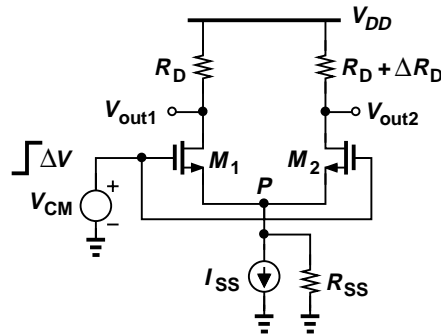 V_DD
R_D
R_D + ΔR_D
V_out1
V_out2
ΔV
M_1
P
M_2
V_CM
+
−
I_SS
R_SS